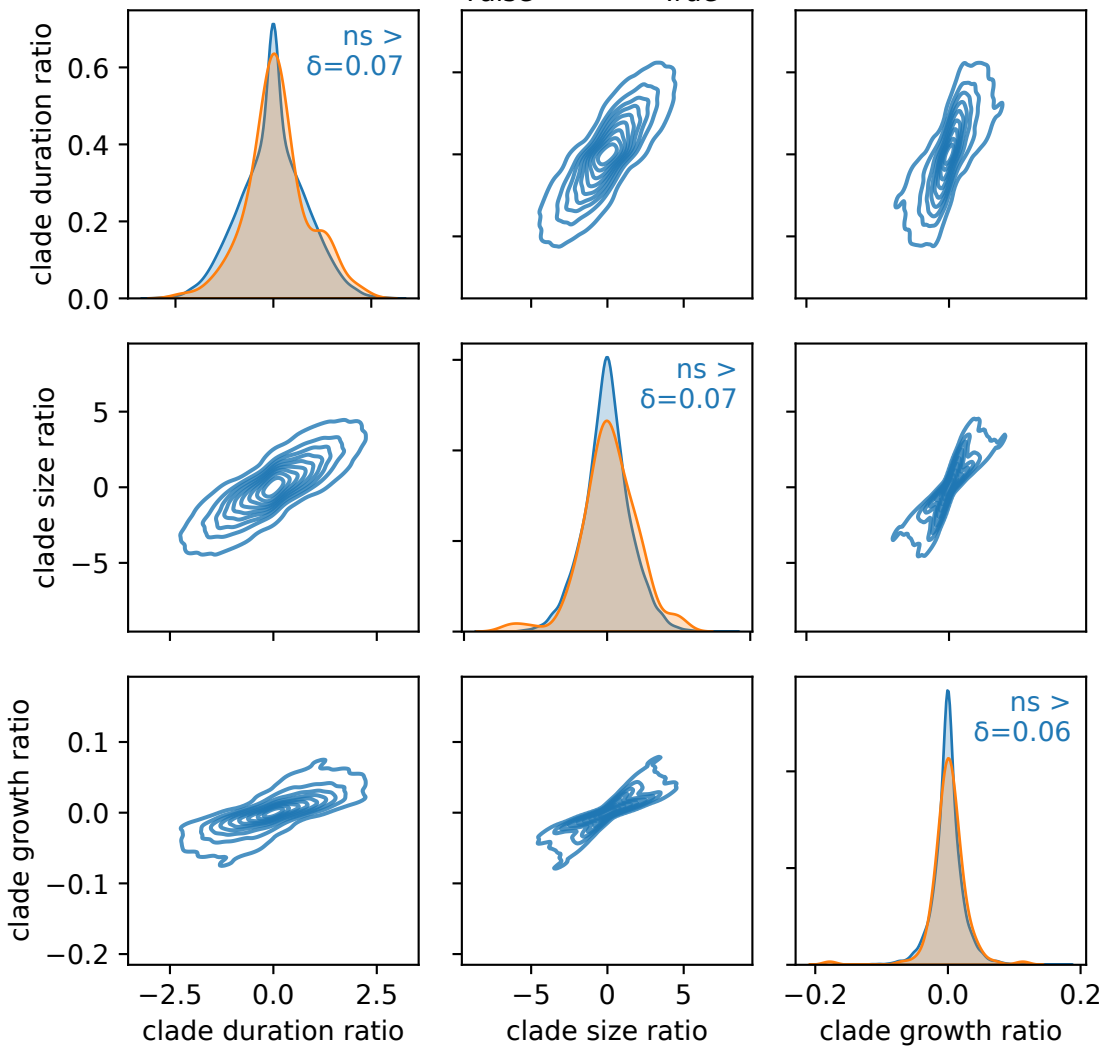 clade duration ratio
0.6
0.4
0.2
0.0
ns >
δ=0.07
clade size ratio
5
0
−5
ns >
δ=0.07
clade growth ratio
0.1
0.0
−0.1
−0.2
ns >
δ=0.06
−2.5 0.0 2.5
−5 0 5
−0.2 0.0 0.2
clade duration ratio
clade size ratio
clade growth ratio